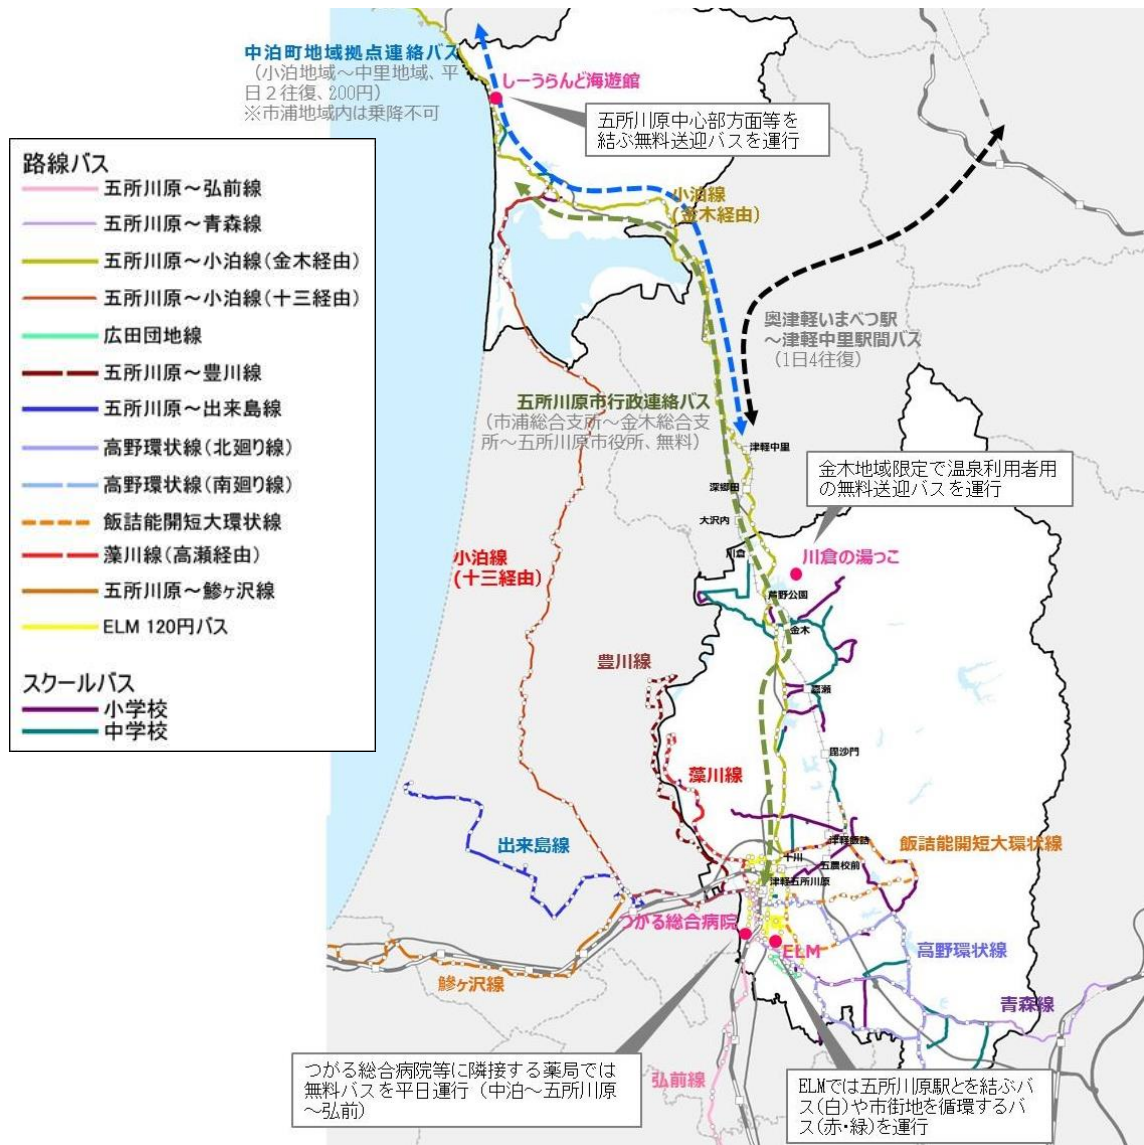 中泊町地域拠点連絡バス
(小泊地域～中里地域、平
日２往復、200円)
※市浦地域内は乗降不可
しーうらんど海遊館
五所川原中心部方面等を
結ぶ無料送迎バスを運行
路線バス
五所川原～弘前線
五所川原～青森線
五所川原～小泊線(金木経由)
五所川原～小泊線(十三経由)
広田団地線
五所川原～豊川線
五所川原～出来島線
高野環状線(北廻り線)
高野環状線(南廻り線)
飯詰能開短大環状線
藻川線(高瀬経由)
五所川原～鰺ヶ沢線
ELM 120円バス
スクールバス
小学校
中学校
小泊線
(金木経由)
奥津軽いまべつ駅
～津軽中里駅間バス
(1日4往復)
五所川原市行政連絡バス
(市浦総合支所～金木総合支
所～五所川原市役所、無料)
津軽中里
金木地域限定で温泉利用者用
の無料送迎バスを運行
深郷田
大沢内
川倉
川倉の湯っこ
小泊線
(十三経由)
芦野公園
金木
豊川線
嘉瀬
毘沙門
藻川線
出来島線
津軽飯詰
飯詰能開短大環状線
十川
五農校前
津軽五所川原
つがる総合病院
ELM
高野環状線
鰺ヶ沢線
青森線
つがる総合病院等に隣接する薬局では
無料バスを平日運行（中泊～五所川原
～弘前）
弘前線
ELMでは五所川原駅とを結ぶバ
ス(白)や市街地を循環するバ
ス(赤・緑)を運行